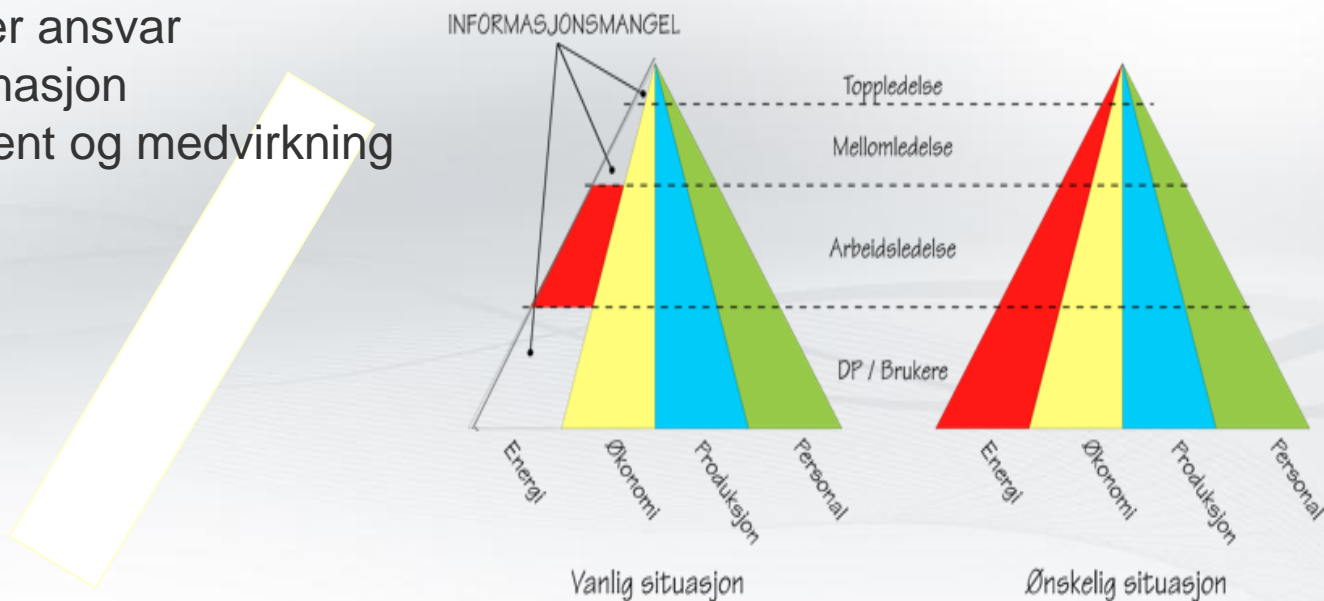 er ansvar
nasjon
ent og medvirkning
INFORMASJONSMANGEL
Toppledelse
Mellomledelse
Arbeidsledelse
DP / Brukere
Energi
Økonomi
Produksjon
Personal
Energi
Økonomi
Produksjon
Personal
Vanlig situasjon
Ønskelig situasjon